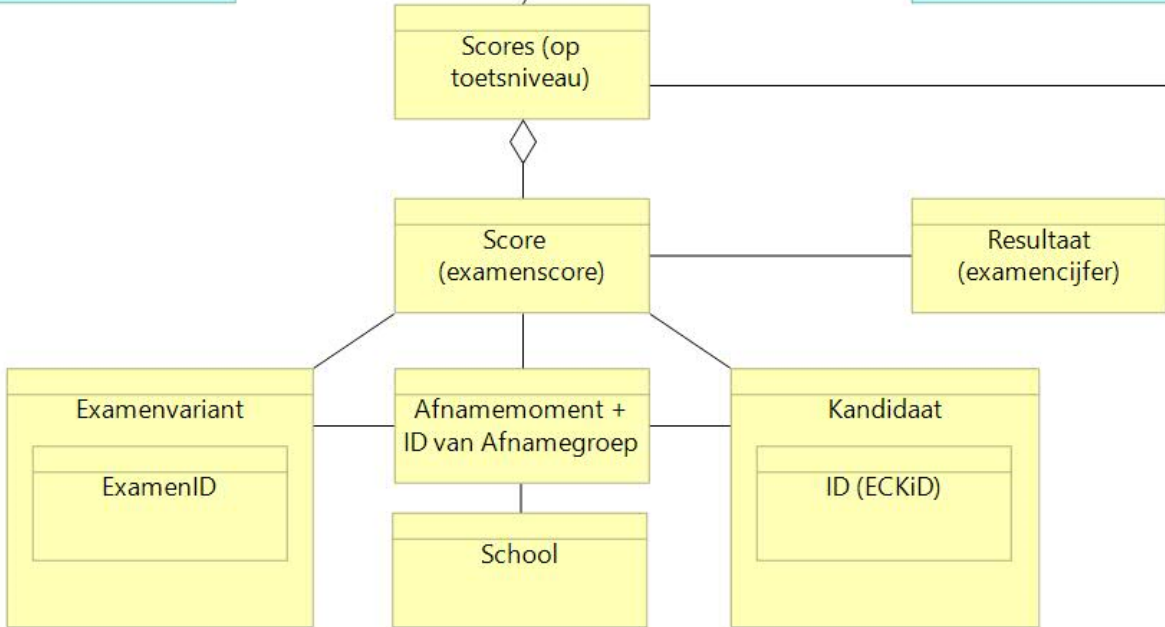 Scores (op
toetsniveau)
Score
(examenscore)
Resultaat
(examencijfer)
Examenvariant
ExamenID
Afnamemoment +
ID van Afnamegroep
Kandidaat
ID (ECKiD)
School